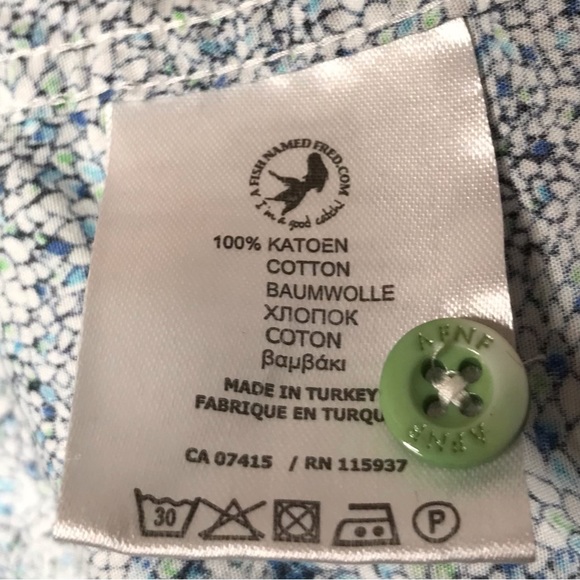 A FISH NAMED FRED.COM
I'm a good catch!
100% KATOEN
COTTON
BAUMWOLLE
ХЛОПОК
COTON
βαμβάκι
MADE IN TURKEY
FABRIQUE EN TURQU
CA 07415 / RN 115937
30 P
AFNF
AFNF